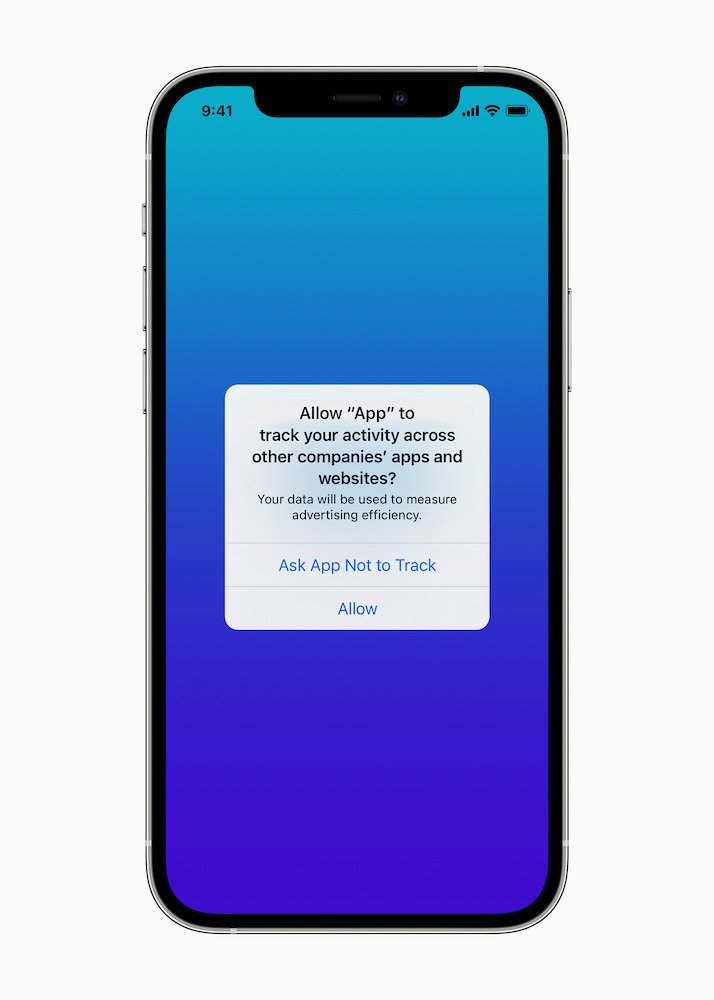 9:41
Allow “App” to
track your activity across
other companies’ apps and
websites?
Your data will be used to measure
advertising efficiency.
Ask App Not to Track
Allow